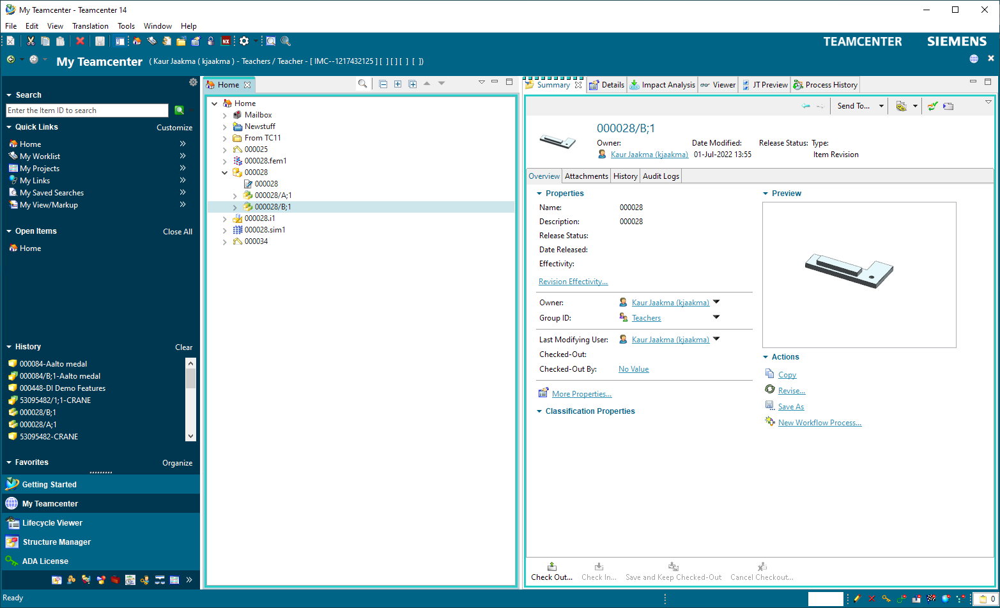 My Teamcenter - Teamcenter 14
File Edit View Translation Tools Window Help
NX
TEAMCENTER SIEMENS
My Teamcenter ( Kaur Jaakma ( kjaakma ) - Teachers / Teacher - [ IMC--1217432125 ] [ ] [ ] [ ] [ ])
Search
Enter the Item ID to search
Quick Links Customize
Home
My Worklist
My Projects
My Links
My Saved Searches
My View/Markup
Open Items Close All
Home
History Clear
000084-Aalto medal
000084/B;1-Aalto medal
000448-DI Demo Features
53095482/1;1-CRANE
000028/B;1
000028/A;1
53095482-CRANE
Favorites Organize
Getting Started
My Teamcenter
Lifecycle Viewer
Structure Manager
ADA License
Home
Home
Mailbox
Newstuff
From TC11
000025
000028.fem1
000028
000028
000028/A;1
000028/B;1
000028.i1
000028.sim1
000034
Summary Details Impact Analysis Viewer JT Preview Process History
Send To...
000028/B;1
Owner: Date Modified: Release Status: Type:
Kaur Jaakma (kjaakma) 01-Jul-2022 13:55 Item Revision
Overview Attachments History Audit Logs
Properties
Name: 000028
Description: 000028
Release Status:
Date Released:
Effectivity:
Revision Effectivity...
Owner: Kaur Jaakma (kjaakma)
Group ID: Teachers
Last Modifying User: Kaur Jaakma (kjaakma)
Checked-Out:
Checked-Out By: No Value
More Properties...
Classification Properties
Preview
Actions
Copy
Revise...
Save As
New Workflow Process...
Check Out... Check In... Save and Keep Checked-Out Cancel Checkout...
Ready
0